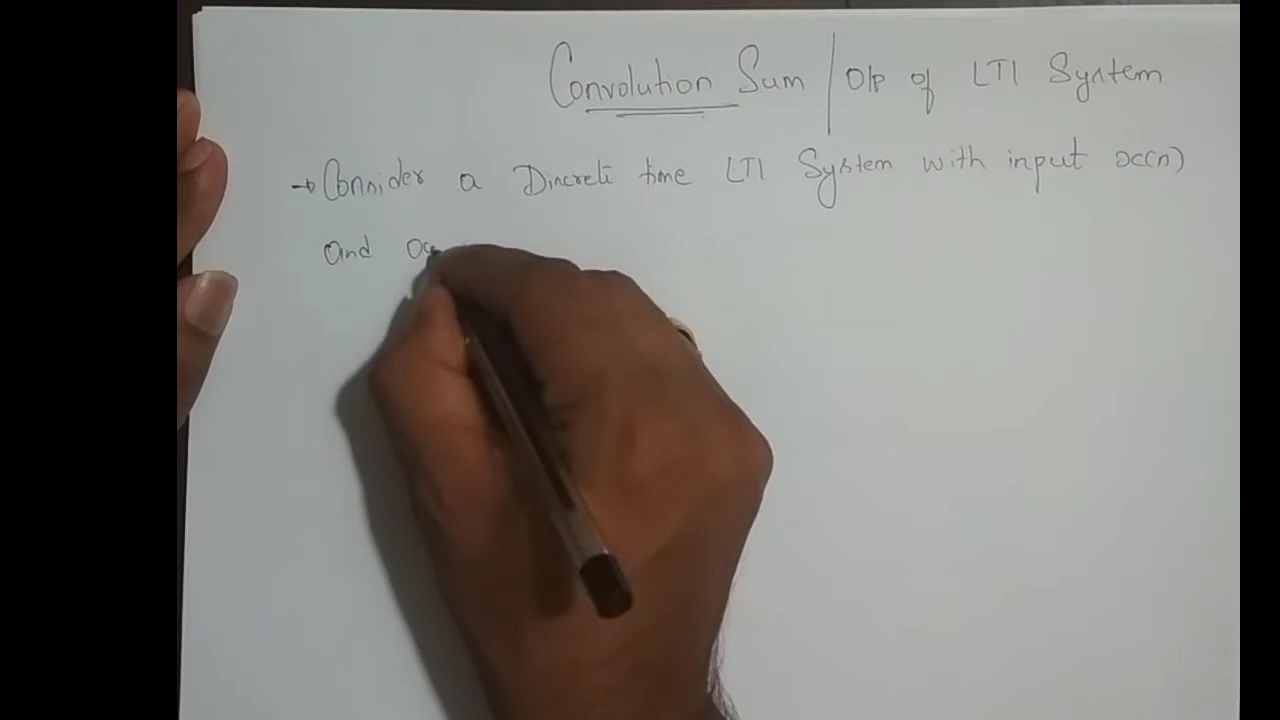 Convolution Sum / O/P of LTI System
→ Consider a Discrete time LTI System with input x(n)
and